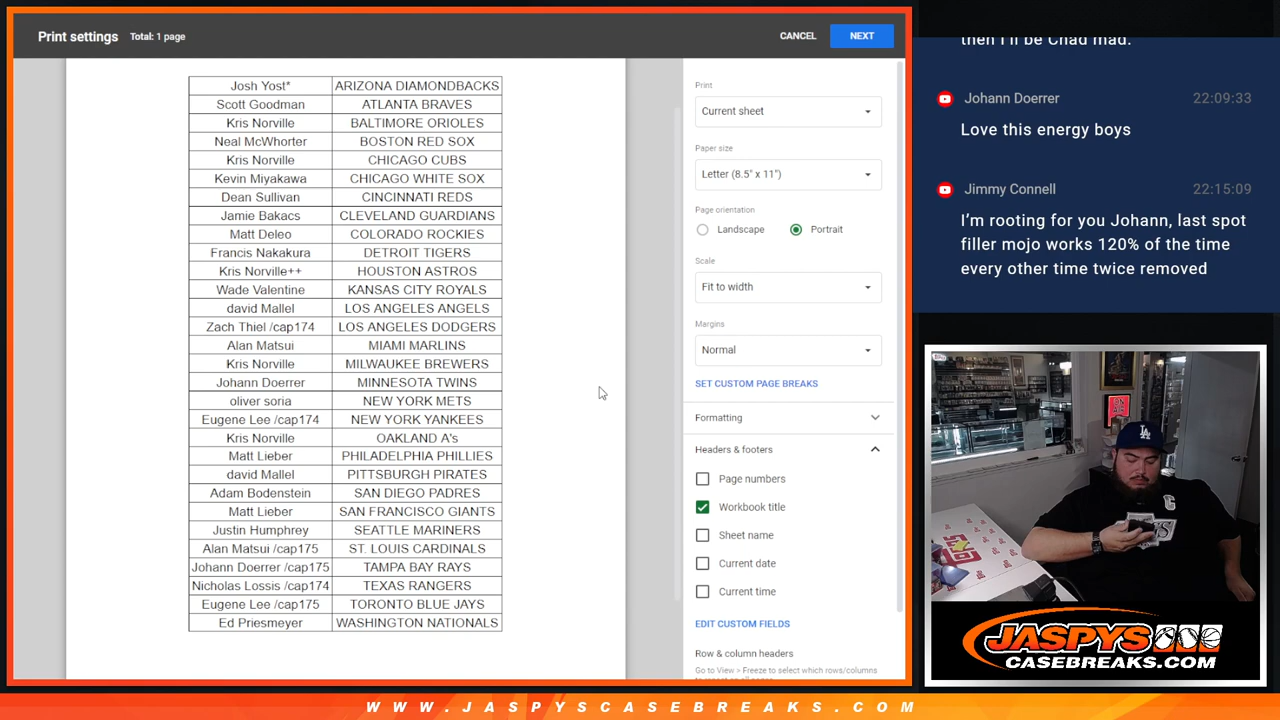 Print settings Total: 1 page CANCEL NEXT
Josh Yost* ARIZONA DIAMONDBACKS
Scott Goodman ATLANTA BRAVES
Kris Norville BALTIMORE ORIOLES
Neal McWhorter BOSTON RED SOX
Kris Norville CHICAGO CUBS
Kevin Miyakawa CHICAGO WHITE SOX
Dean Sullivan CINCINNATI REDS
Jamie Bakacs CLEVELAND GUARDIANS
Matt Deleo COLORADO ROCKIES
Francis Nakakura DETROIT TIGERS
Kris Norville++ HOUSTON ASTROS
Wade Valentine KANSAS CITY ROYALS
david Mallel LOS ANGELES ANGELS
Zach Thiel /cap174 LOS ANGELES DODGERS
Alan Matsui MIAMI MARLINS
Kris Norville MILWAUKEE BREWERS
Johann Doerrer MINNESOTA TWINS
oliver soria NEW YORK METS
Eugene Lee /cap174 NEW YORK YANKEES
Kris Norville OAKLAND A's
Matt Lieber PHILADELPHIA PHILLIES
david Mallel PITTSBURGH PIRATES
Adam Bodenstein SAN DIEGO PADRES
Matt Lieber SAN FRANCISCO GIANTS
Justin Humphrey SEATTLE MARINERS
Alan Matsui /cap175 ST. LOUIS CARDINALS
Johann Doerrer /cap175 TAMPA BAY RAYS
Nicholas Lossis /cap174 TEXAS RANGERS
Eugene Lee /cap175 TORONTO BLUE JAYS
Ed Priesmeyer WASHINGTON NATIONALS
Print
Current sheet
Paper size
Letter (8.5" x 11")
Page orientation
Landscape Portrait
Scale
Fit to width
Margins
Normal
SET CUSTOM PAGE BREAKS
Formatting
Headers & footers
Page numbers
Workbook title
Sheet name
Current date
Current time
EDIT CUSTOM FIELDS
Row & column headers
Go to View > Freeze to select which rows/columns
then I'll be Chad mad.
Johann Doerrer 22:09:33
Love this energy boys
Jimmy Connell 22:15:09
I'm rooting for you Johann, last spot
filler mojo works 120% of the time
every other time twice removed
LA
C
JASPYS
CASEBREAKS.COM
WWW.JASPYSCASEBREAKS.COM